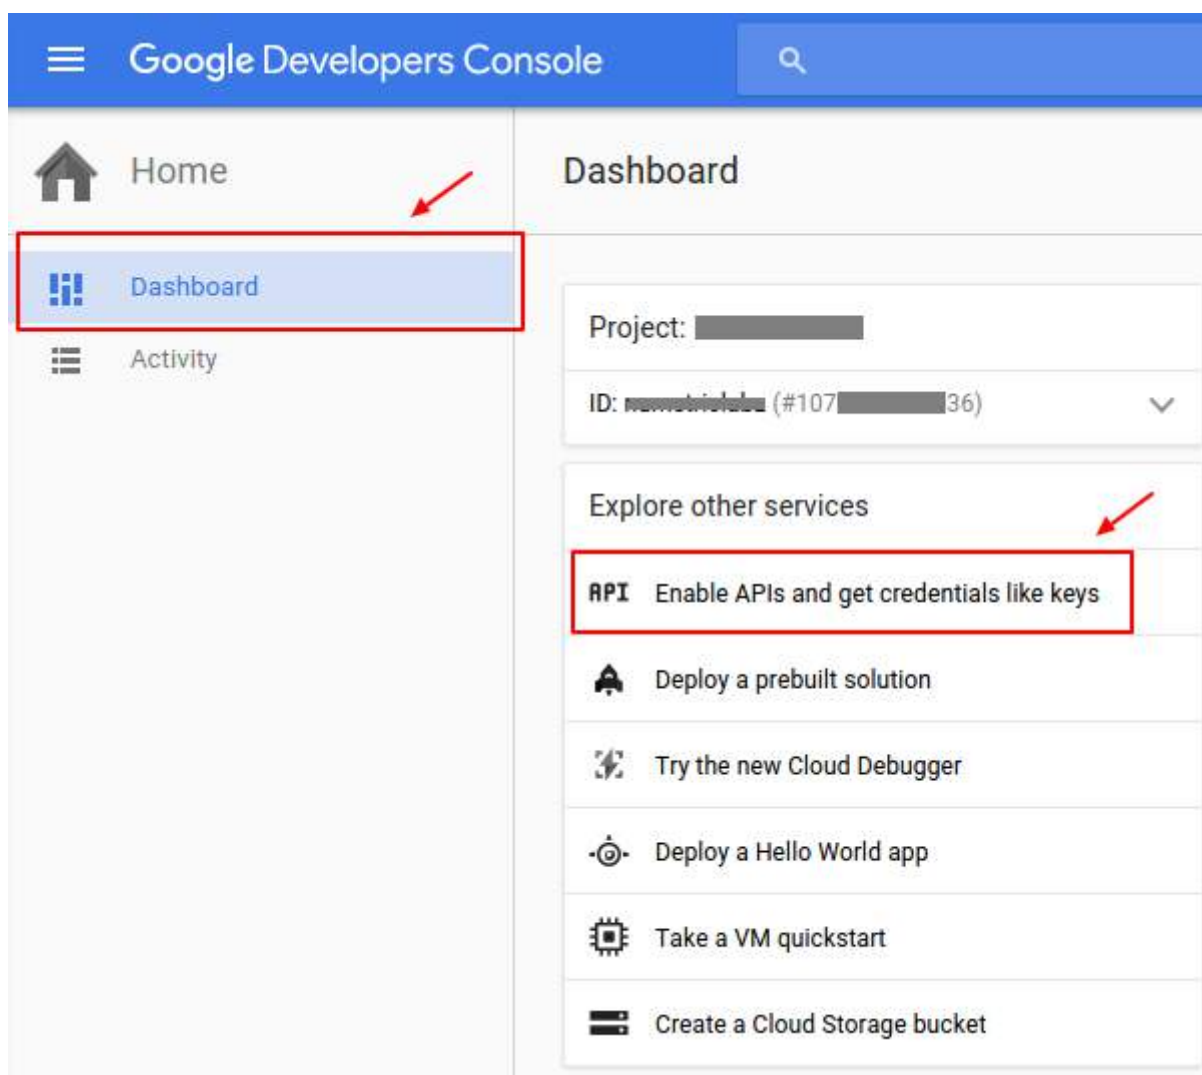 Google Developers Console
Home
Dashboard
Dashboard
Activity
Project:
ID: (#107 36)
Explore other services
API Enable APIs and get credentials like keys
Deploy a prebuilt solution
Try the new Cloud Debugger
Deploy a Hello World app
Take a VM quickstart
Create a Cloud Storage bucket